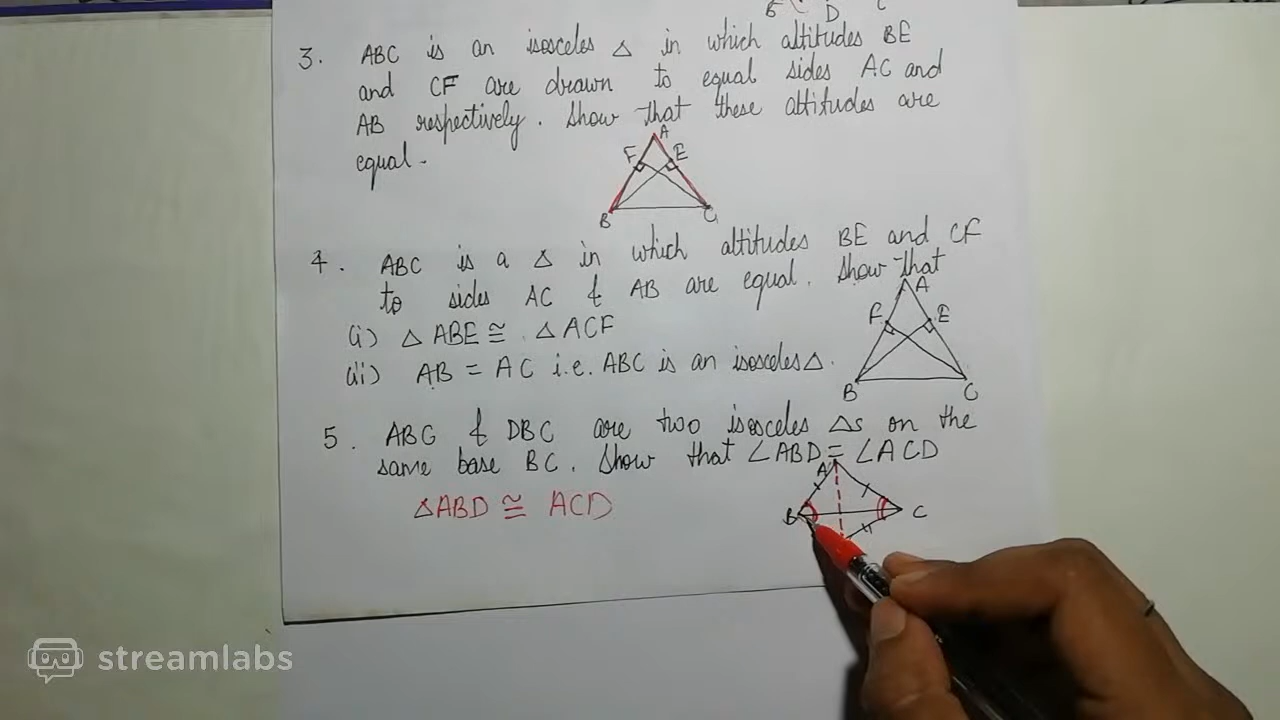 B D C
3. ABC is an isosceles △ in which altitudes BE
and CF are drawn to equal sides AC and
AB respectively. Show that these altitudes are
equal.
A
F E
B C
4. ABC is a △ in which altitudes BE and CF
to sides AC & AB are equal. Show that
(i) △ ABE ≅ △ ACF
(ii) AB = AC i.e. ABC is an isosceles △.
A
F E
B C
5. ABC & DBC are two isosceles △s on the
same base BC. Show that ∠ABD = ∠ACD
△ABD ≅ ACD
A
B C
streamlabs